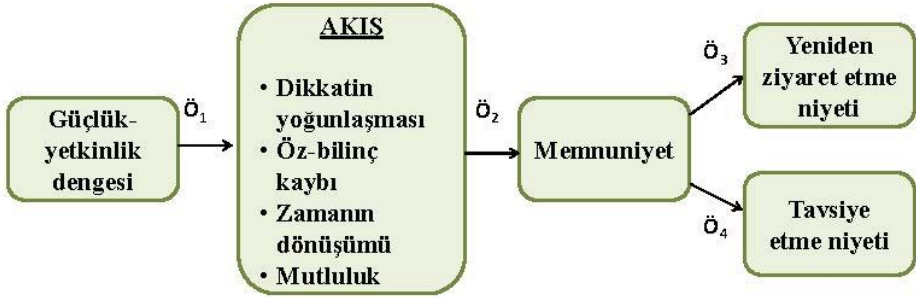 Güçlük-
yetkinlik
dengesi
Ö1
AKIS
• Dikkatin
yoğunlaşması
• Öz-bilinç
kaybı
• Zamanın
dönüşümü
• Mutluluk
Ö2
Memnuniyet
Ö3
Yeniden
ziyaret etme
niyeti
Ö4
Tavsiye
etme niyeti